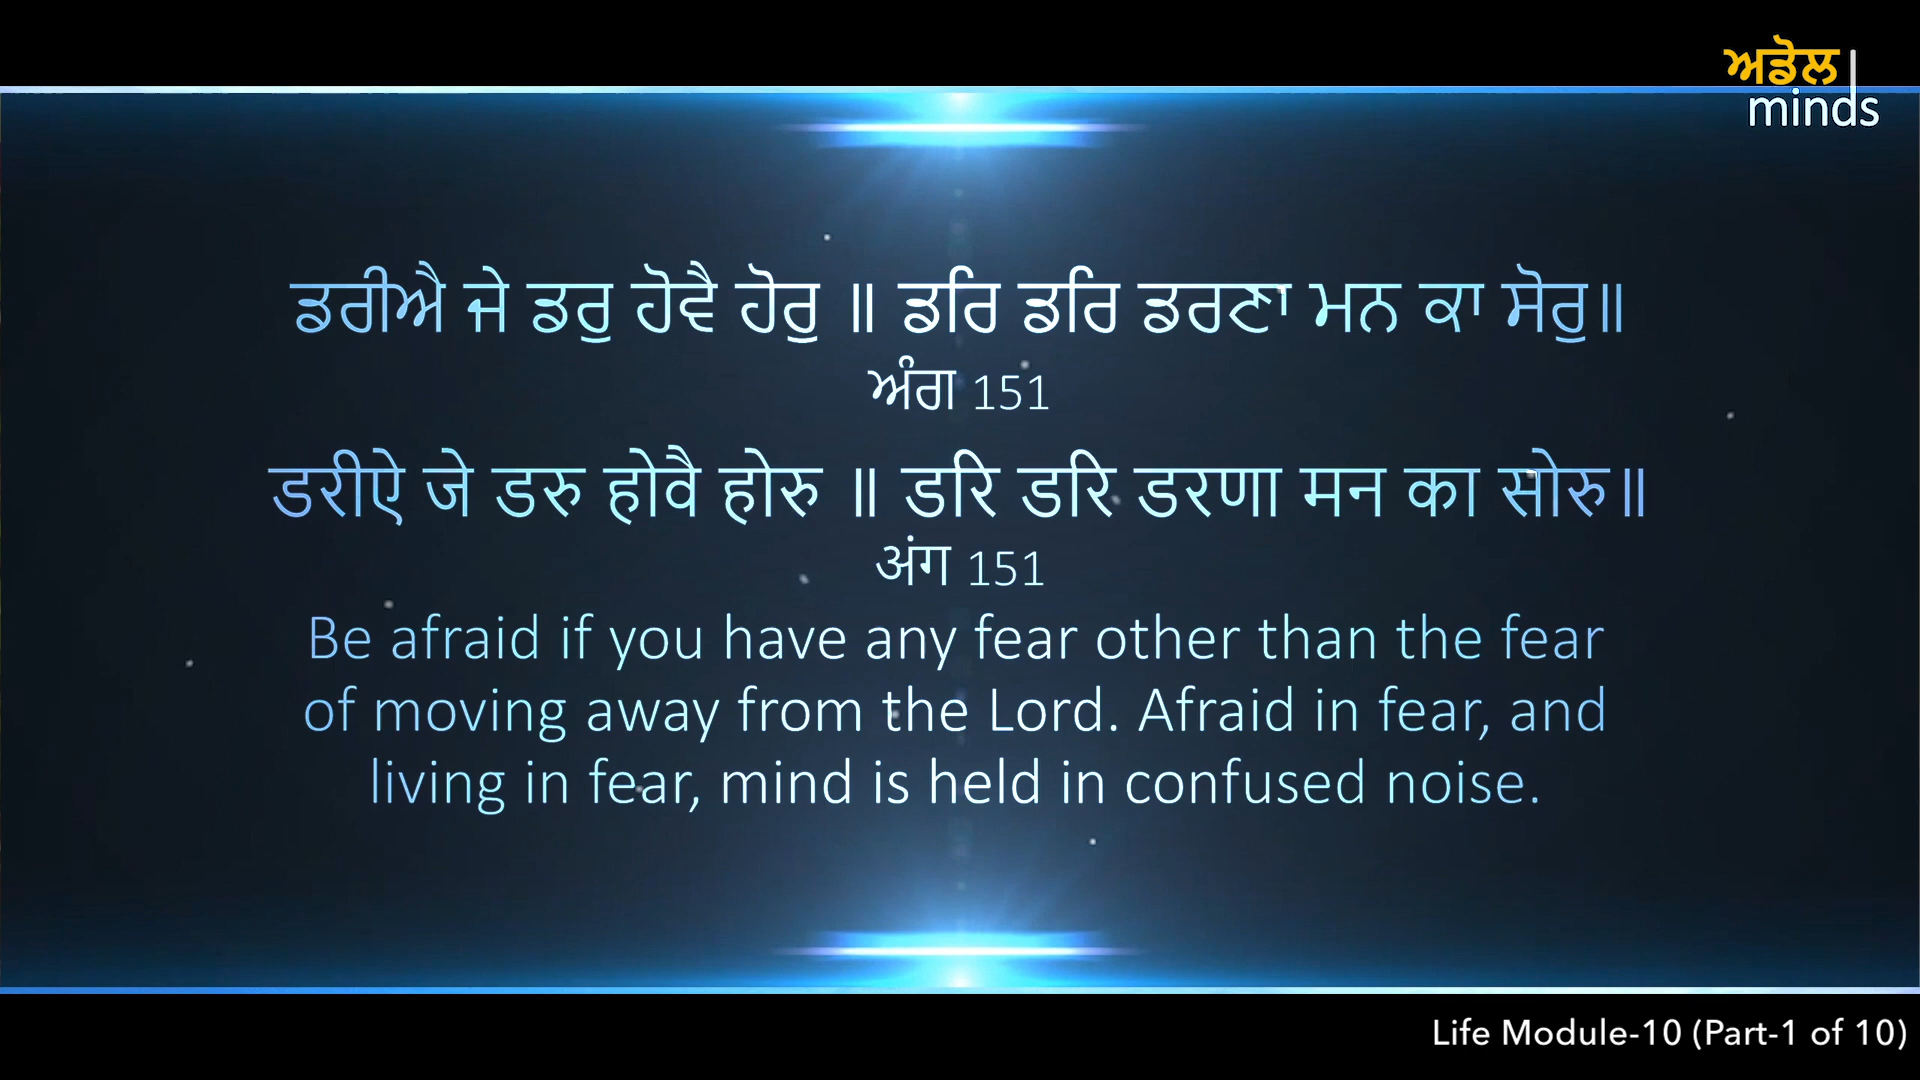 ਅਡੋਲ
minds
ਡਰੀਐ ਜੇ ਡਰੁ ਹੋਵੈ ਹੋਰੁ ॥ ਡਰਿ ਡਰਿ ਡਰਣਾ ਮਨ ਕਾ ਸੋਰੁ॥
ਅੰਗ 151
डरीऐ जे डरु होवै होरु ॥ डरि डरि डरणा मन का सोरु॥
अंग 151
Be afraid if you have any fear other than the fear
of moving away from the Lord. Afraid in fear, and
living in fear, mind is held in confused noise.
Life Module-10 (Part-1 of 10)